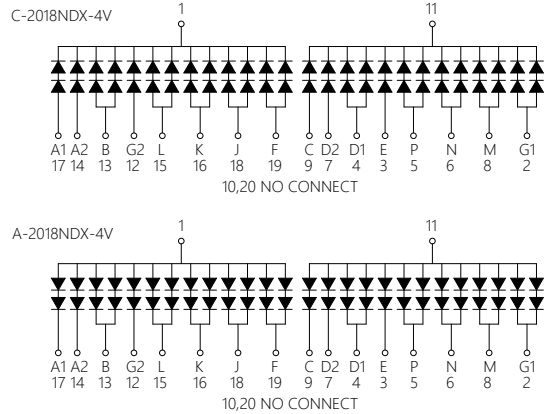 C-2018NDX-4V
1 11
A1 A2 B G2 L K J F C D2 D1 E P N M G1
17 14 13 12 15 16 18 19 9 7 4 3 5 6 8 2
10,20 NO CONNECT
A-2018NDX-4V
1 11
A1 A2 B G2 L K J F C D2 D1 E P N M G1
17 14 13 12 15 16 18 19 9 7 4 3 5 6 8 2
10,20 NO CONNECT